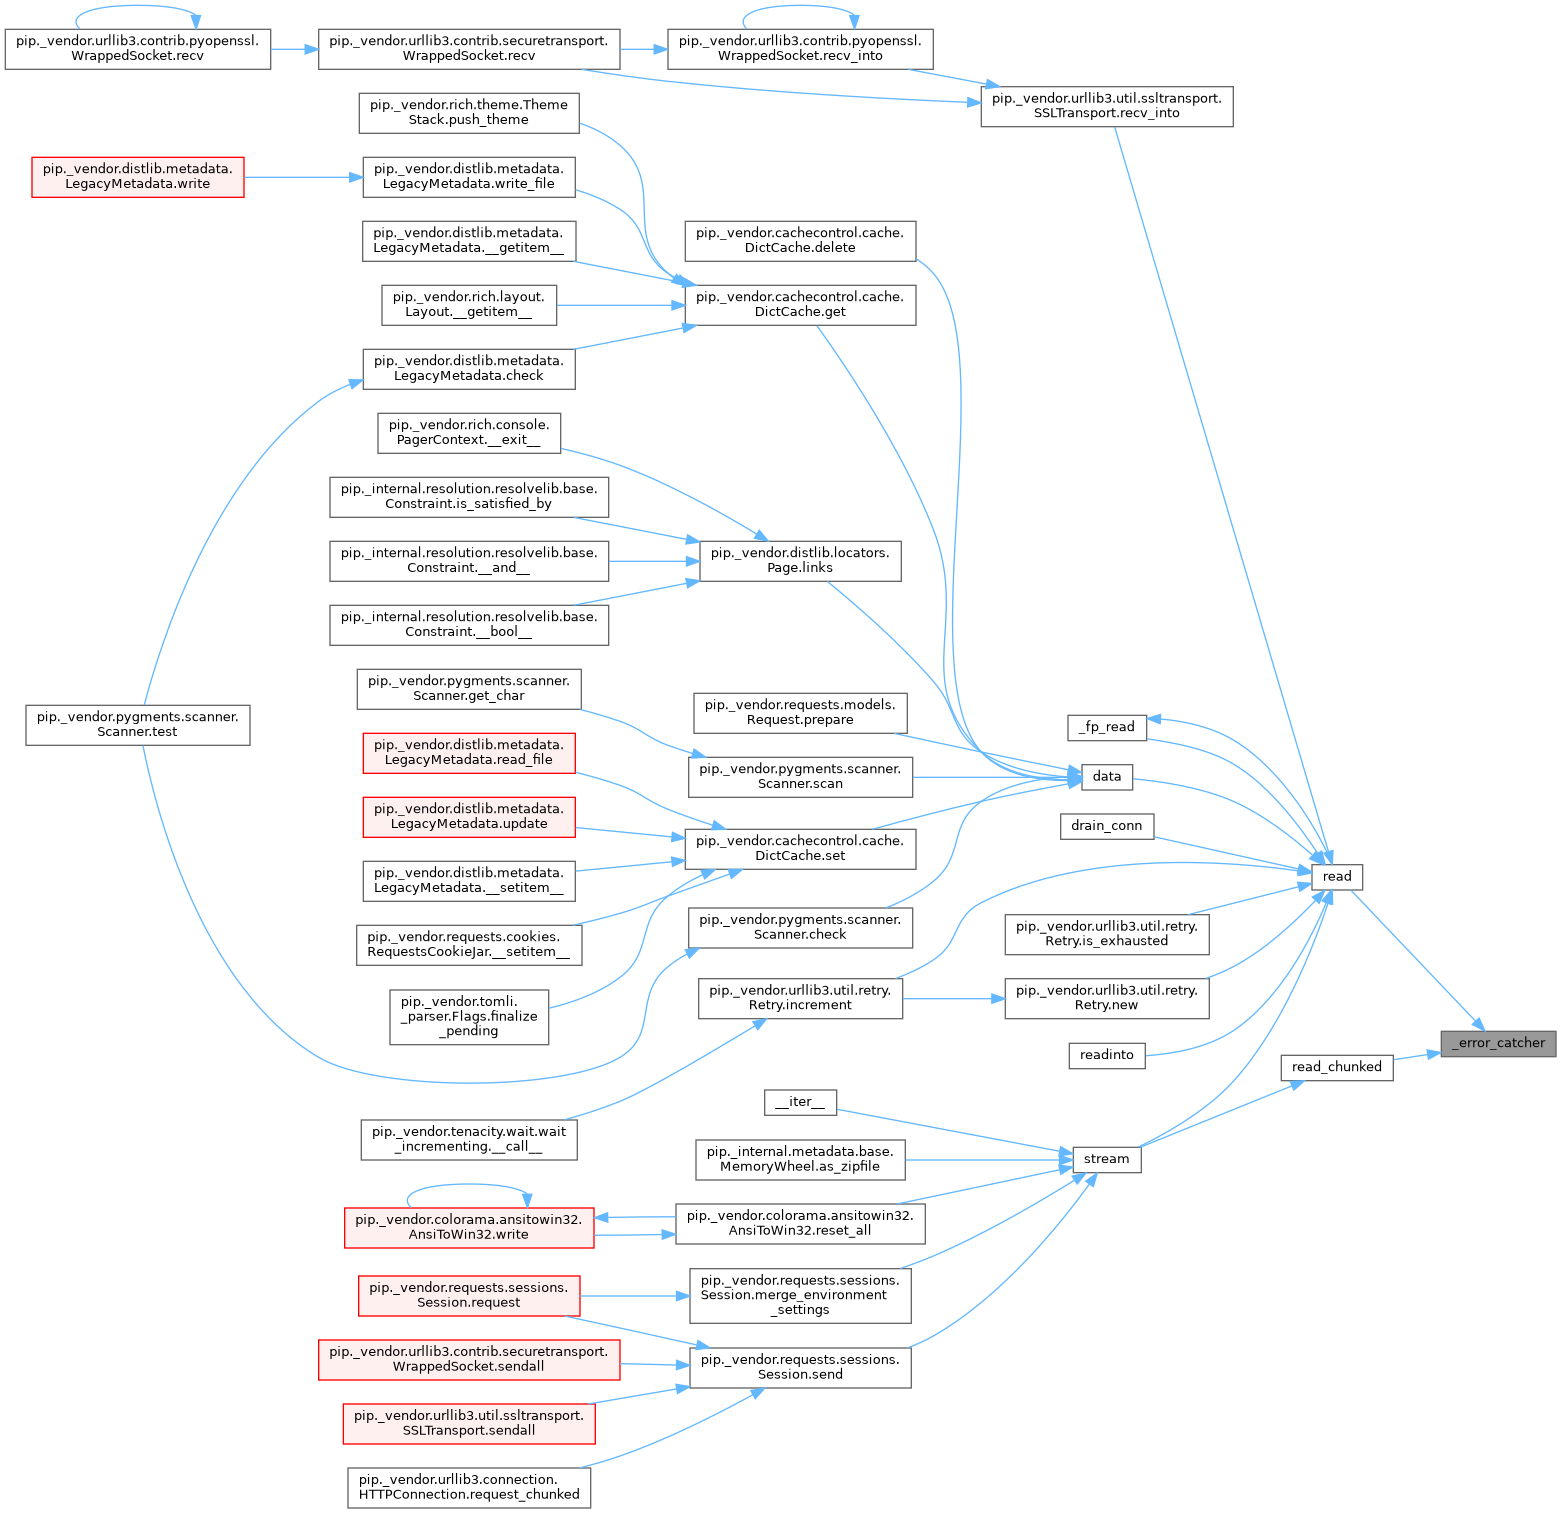 pip._vendor.urllib3.contrib.pyopenssl.
WrappedSocket.recv
pip._vendor.urllib3.contrib.securetransport.
WrappedSocket.recv
pip._vendor.urllib3.contrib.pyopenssl.
WrappedSocket.recv_into
pip._vendor.urllib3.util.ssltransport.
SSLTransport.recv_into
pip._vendor.rich.theme.Theme
Stack.push_theme
pip._vendor.distlib.metadata.
LegacyMetadata.write
pip._vendor.distlib.metadata.
LegacyMetadata.write_file
pip._vendor.distlib.metadata.
LegacyMetadata.__getitem__
pip._vendor.cachecontrol.cache.
DictCache.delete
pip._vendor.rich.layout.
Layout.__getitem__
pip._vendor.cachecontrol.cache.
DictCache.get
pip._vendor.distlib.metadata.
LegacyMetadata.check
pip._vendor.rich.console.
PagerContext.__exit__
pip._internal.resolution.resolvelib.base.
Constraint.is_satisfied_by
pip._internal.resolution.resolvelib.base.
Constraint.__and__
pip._vendor.distlib.locators.
Page.links
pip._internal.resolution.resolvelib.base.
Constraint.__bool__
pip._vendor.pygments.scanner.
Scanner.get_char
pip._vendor.requests.models.
Request.prepare
pip._vendor.pygments.scanner.
Scanner.test
_fp_read
pip._vendor.distlib.metadata.
LegacyMetadata.read_file
pip._vendor.pygments.scanner.
Scanner.scan
data
pip._vendor.distlib.metadata.
LegacyMetadata.update
drain_conn
pip._vendor.cachecontrol.cache.
DictCache.set
pip._vendor.distlib.metadata.
LegacyMetadata.__setitem__
read
pip._vendor.pygments.scanner.
Scanner.check
pip._vendor.urllib3.util.retry.
Retry.is_exhausted
pip._vendor.requests.cookies.
RequestsCookieJar.__setitem__
pip._vendor.tomli.
_parser.Flags.finalize
_pending
pip._vendor.urllib3.util.retry.
Retry.increment
pip._vendor.urllib3.util.retry.
Retry.new
_error_catcher
readinto
read_chunked
__iter__
pip._vendor.tenacity.wait.wait
_incrementing.__call__
pip._internal.metadata.base.
MemoryWheel.as_zipfile
stream
pip._vendor.colorama.ansitowin32.
AnsiToWin32.write
pip._vendor.colorama.ansitowin32.
AnsiToWin32.reset_all
pip._vendor.requests.sessions.
Session.request
pip._vendor.requests.sessions.
Session.merge_environment
_settings
pip._vendor.urllib3.contrib.securetransport.
WrappedSocket.sendall
pip._vendor.requests.sessions.
Session.send
pip._vendor.urllib3.util.ssltransport.
SSLTransport.sendall
pip._vendor.urllib3.connection.
HTTPConnection.request_chunked